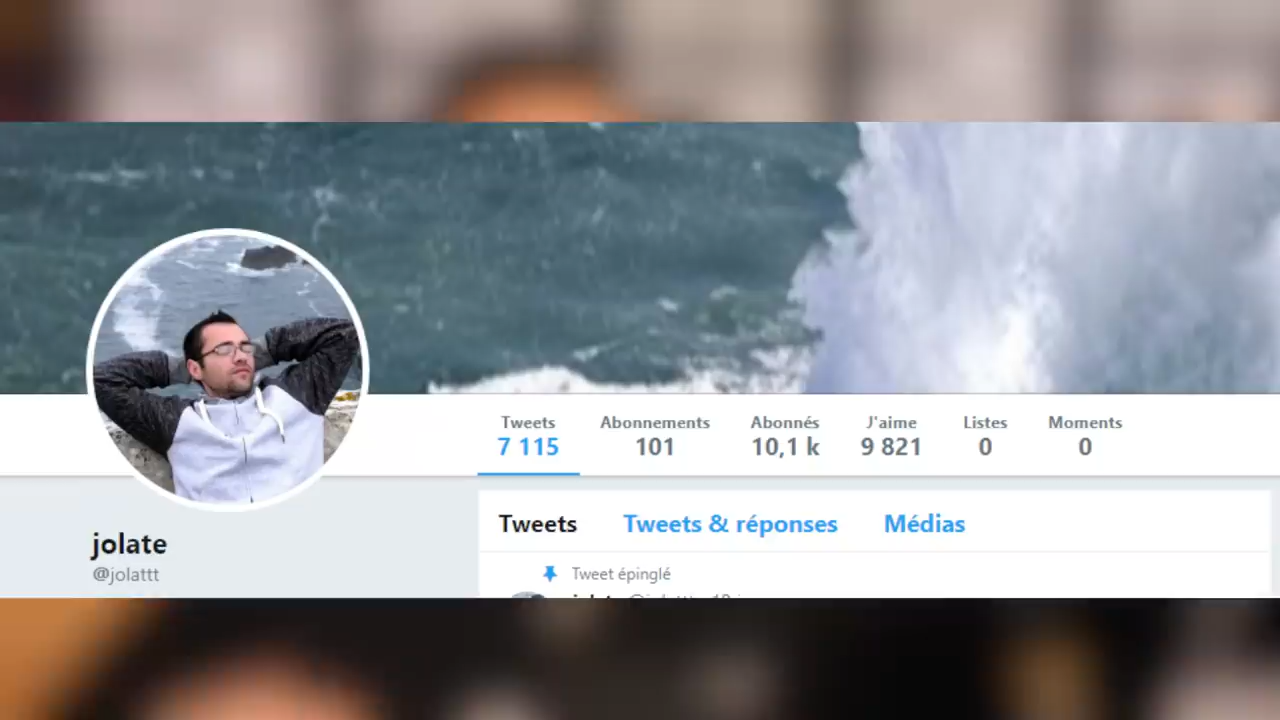 Tweets Abonnements Abonnés J'aime Listes Moments
7 115 101 10,1 k 9 821 0 0
jolate
@jolattt
Tweets Tweets & réponses Médias
Tweet épinglé